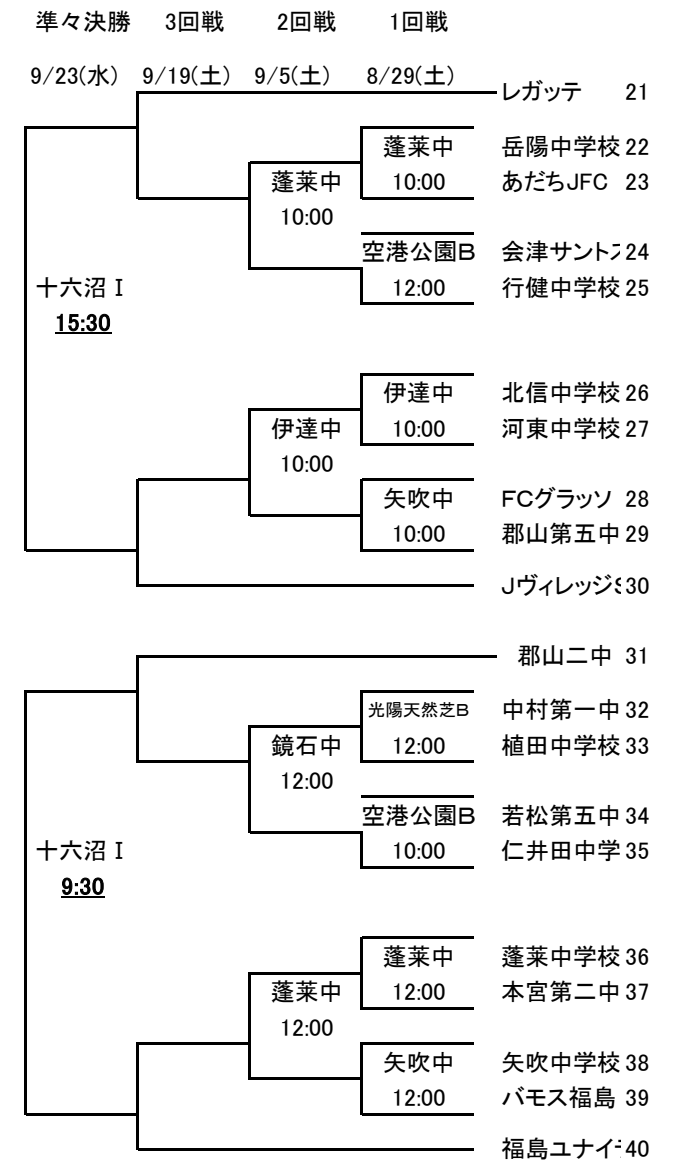 準々決勝 3回戦 2回戦 1回戦
9/23(水) 9/19(土) 9/5(土) 8/29(土)
レガッテ 21
蓬莱中 岳陽中学校 22
蓬莱中 10:00 あだちJFC 23
10:00
空港公園B 会津サントス 24
十六沼Ⅰ 12:00 行健中学校 25
15:30
伊達中 北信中学校 26
伊達中 10:00 河東中学校 27
10:00
矢吹中 FCグラッソ 28
10:00 郡山第五中 29
Jヴィレッジ 30
郡山二中 31
光陽天然芝B 中村第一中 32
鏡石中 12:00 植田中学校 33
12:00
空港公園B 若松第五中 34
十六沼Ⅰ 10:00 仁井田中学 35
9:30
蓬莱中 蓬莱中学校 36
蓬莱中 12:00 本宮第二中 37
12:00
矢吹中 矢吹中学校 38
12:00 バモス福島 39
福島ユナイ 40